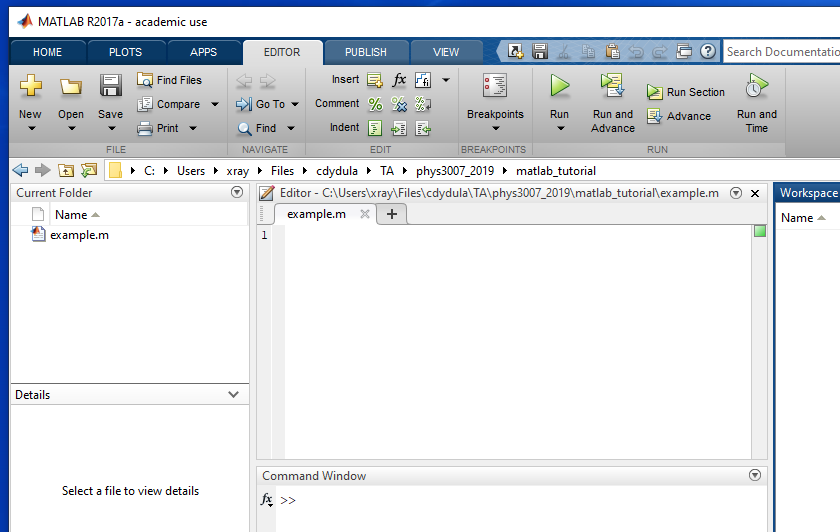 MATLAB R2017a - academic use
HOME PLOTS APPS EDITOR PUBLISH VIEW Search Documentatio
New Open Save Find Files Compare Print
Go To Find
Insert fx Comment Indent
Breakpoints
Run Run and Advance Run Section Advance Run and Time
FILE NAVIGATE EDIT BREAKPOINTS RUN
C: Users xray Files cdydula TA phys3007_2019 matlab_tutorial
Current Folder
Name
example.m
Details
Select a file to view details
Editor - C:\Users\xray\Files\cdydula\TA\phys3007_2019\matlab_tutorial\example.m
example.m +
1
Command Window
fx >>
Workspace
Name